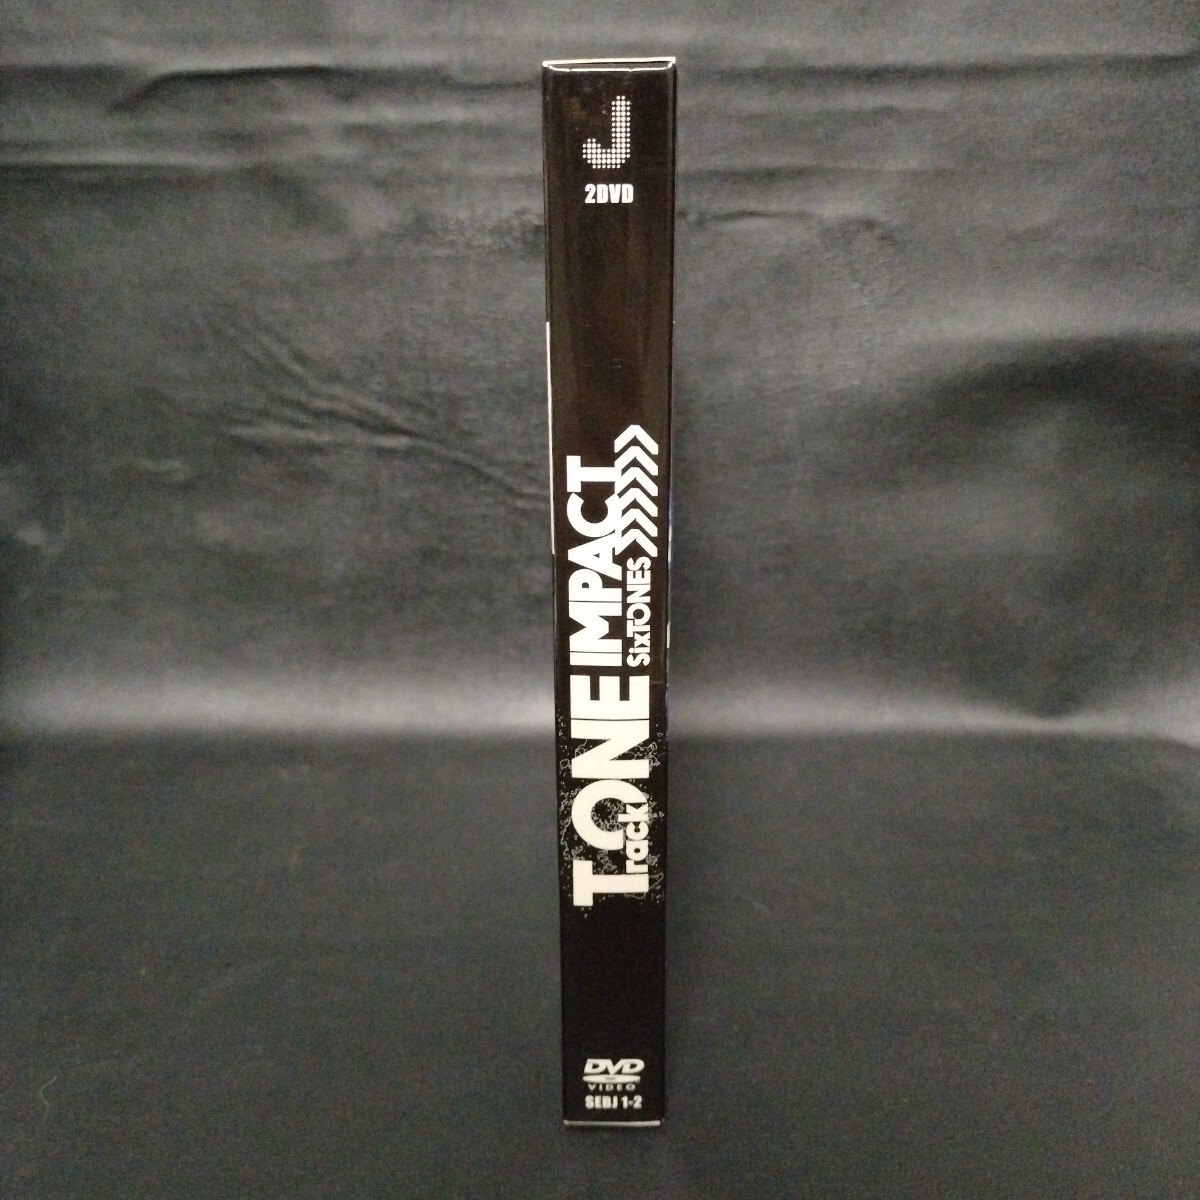 J
2DVD
TrackONE IMPACT
SixTONES
DVD
VIDEO
SEBJ 1-2